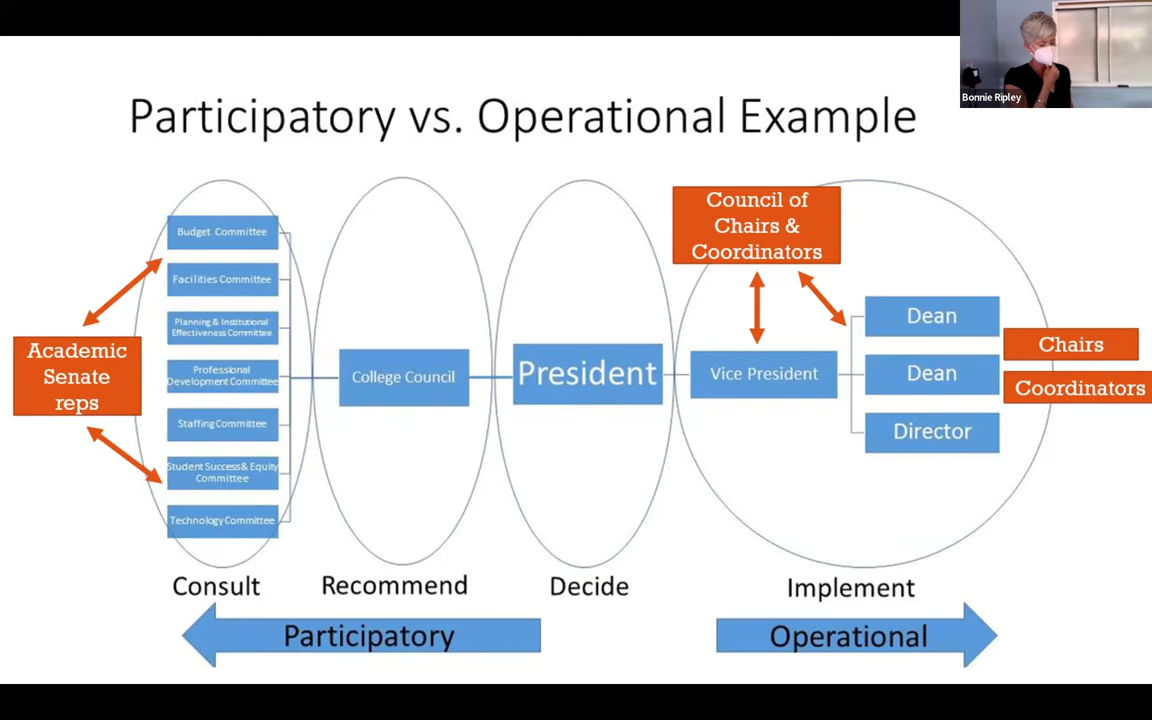 Bonnie Ripley
Participatory vs. Operational Example
Budget Committee
Facilities Committee
Planning & Institutional
Effectiveness Committee
Professional
Development Committee
Staffing Committee
Student Success & Equity
Committee
Technology Committee
Academic
Senate
reps
College Council
President
Council of
Chairs &
Coordinators
Vice President
Dean
Dean
Director
Chairs
Coordinators
Consult
Recommend
Decide
Implement
Participatory
Operational